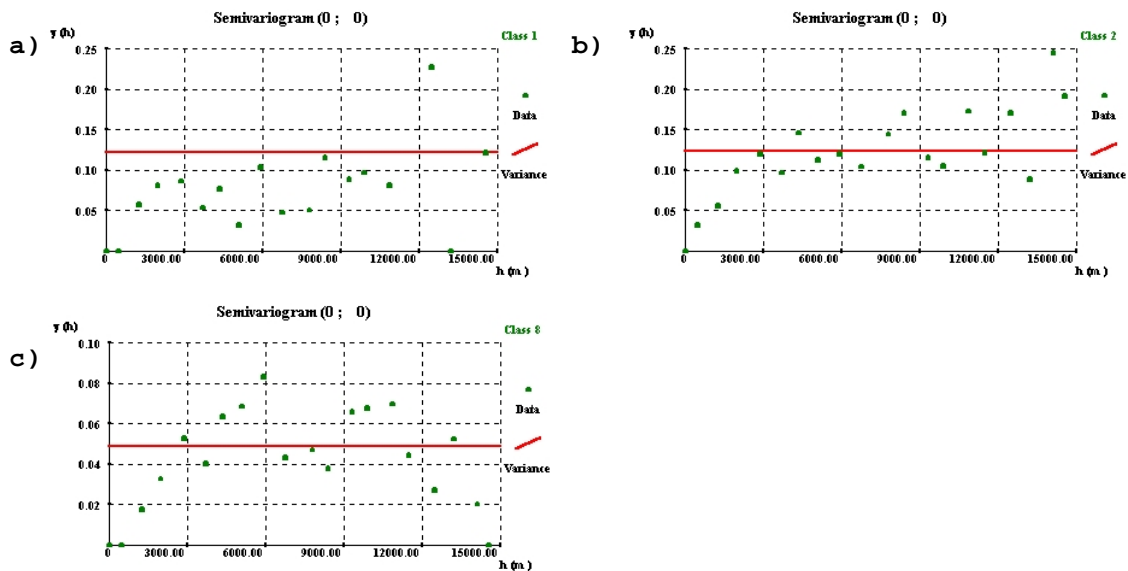 a)
Semivariogram (0 ; 0)
Class 1
γ (h)
0.25
0.20
0.15
0.10
0.05
0 3000.00 6000.00 9000.00 12000.00 15000.00
h (m )
Data
Variance
b)
Semivariogram (0 ; 0)
Class 2
γ (h)
0.25
0.20
0.15
0.10
0.05
0 3000.00 6000.00 9000.00 12000.00 15000.00
h (m )
Data
Variance
c)
Semivariogram (0 ; 0)
Class 8
γ (h)
0.10
0.08
0.06
0.04
0.02
0 3000.00 6000.00 9000.00 12000.00 15000.00
h (m )
Data
Variance